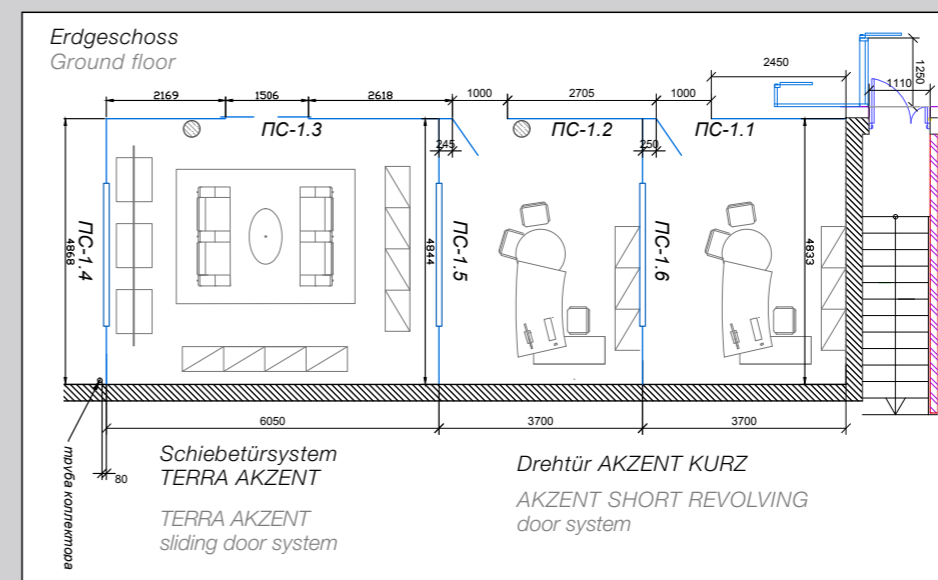 Erdgeschoss
Ground floor
2169
1506
2618
1000
2705
1000
2450
1250
1110
ПС-1.3
ПС-1.2
ПС-1.1
245
250
4868
ПС-1.4
4844
ПС-1.5
ПС-1.6
4833
6050
3700
3700
80
труба коллектора
Schiebetürsystem
TERRA AKZENT
TERRA AKZENT
sliding door system
Drehtür AKZENT KURZ
AKZENT SHORT REVOLVING
door system